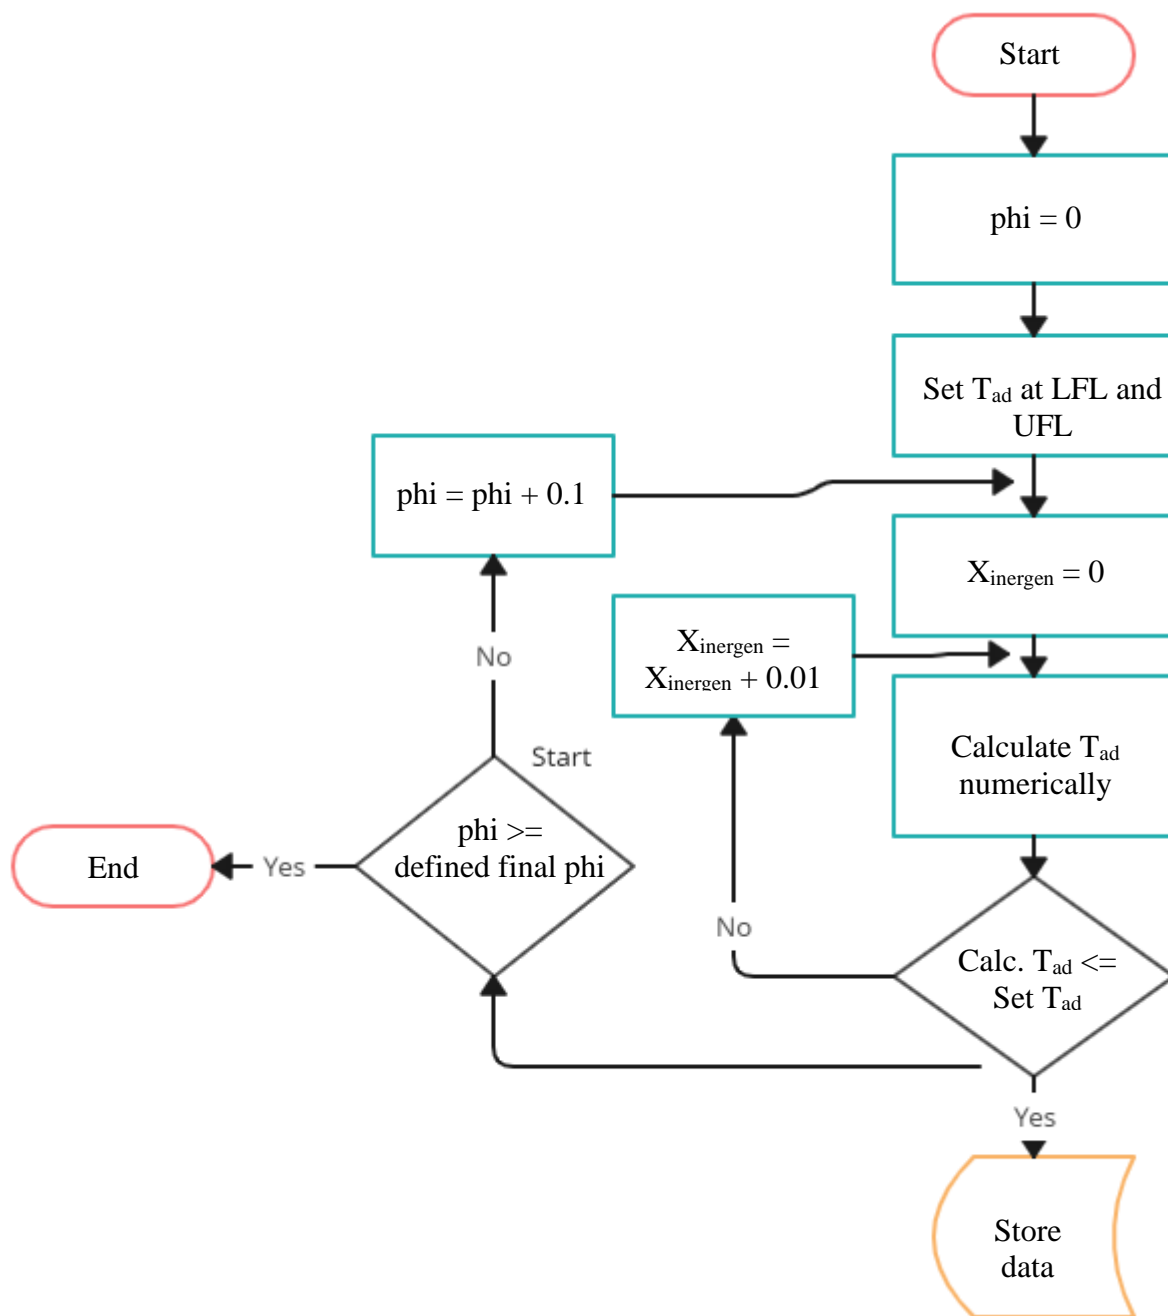 Start
phi = 0
Set Tad at LFL and
UFL
phi = phi + 0.1
Xinergen = 0
Xinergen =
Xinergen + 0.01
No
Start
Calculate Tad
numerically
phi >=
defined final phi
End
Yes
No
Calc. Tad <=
Set Tad
Yes
Store
data